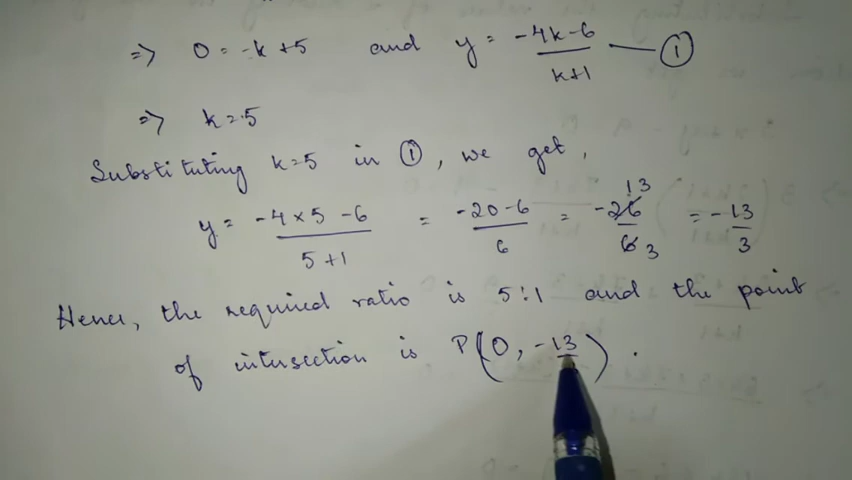 => 0 = -k+5 and y = -4k-6/k+1 — ①
=> k=5
Substituting k=5 in ①, we get,
y = -4×5-6/5+1 = -20-6/6 = -26/6 13 3 = -13/3
Hence, the required ratio is 5:1 and the point
of intersection is P(0, -13).